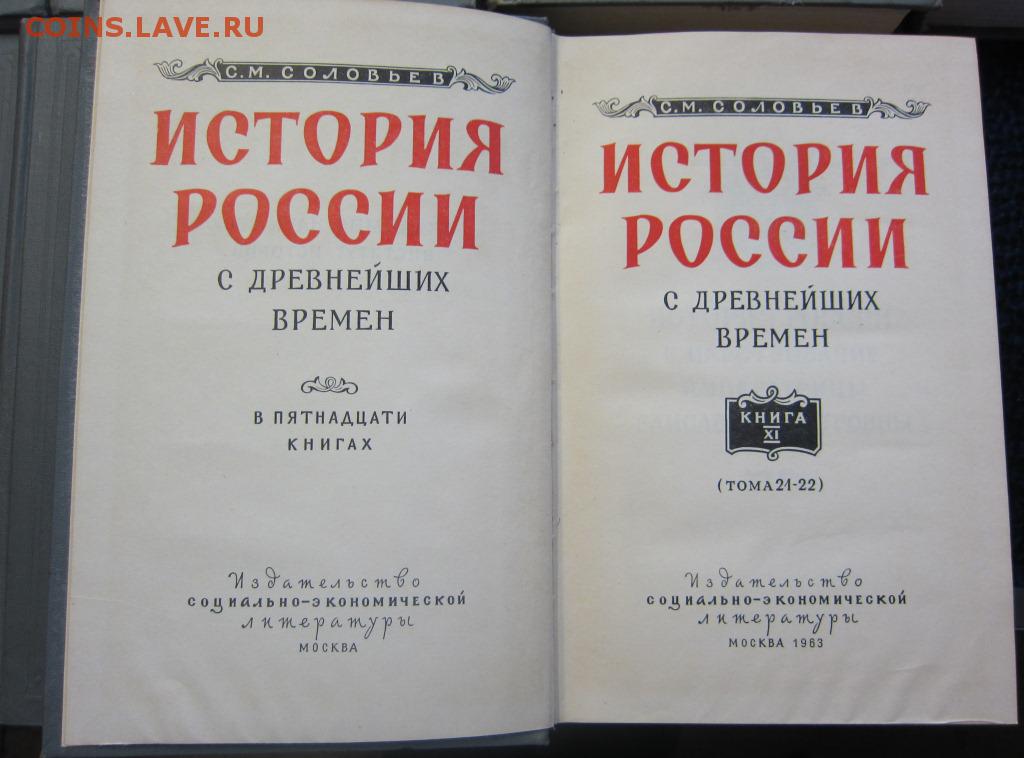 COINS.LAVE.RU
С. М. СОЛОВЬЕВ
ИСТОРИЯ
РОССИИ
С ДРЕВНЕЙШИХ
ВРЕМЕН
В ПЯТНАДЦАТИ
КНИГАХ
Издательство
СОЦИАЛЬНО-ЭКОНОМИЧЕСКОЙ
литературы
МОСКВА
С. М. СОЛОВЬЕВ
ИСТОРИЯ
РОССИИ
С ДРЕВНЕЙШИХ
ВРЕМЕН
КНИГА
XI
(ТОМА 21-22)
Издательство
СОЦИАЛЬНО-ЭКОНОМИЧЕСКОЙ
литературы
МОСКВА 1963